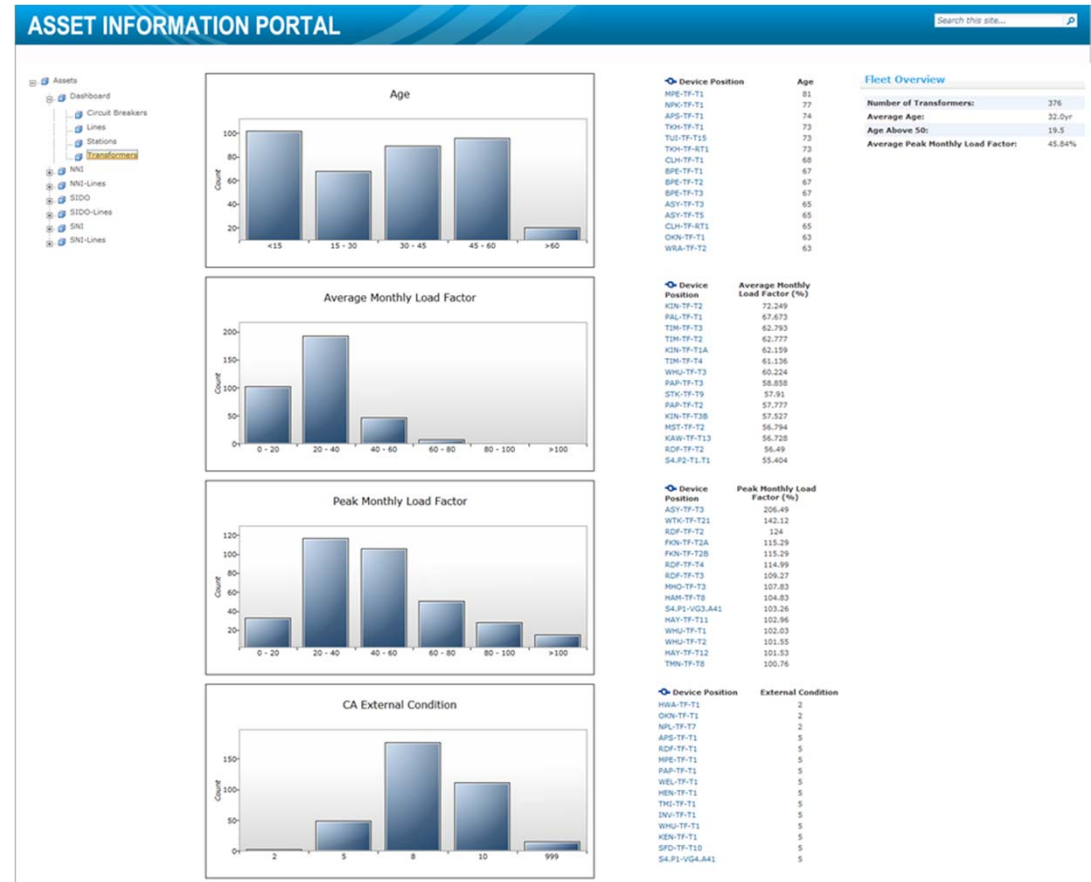 ASSET INFORMATION PORTAL
Search this site...
Assets
Dashboard
Circuit Breakers
Lines
Stations
Transformers
NNI
NNI-Lines
SIDO
SIDO-Lines
SNI
SNI-Lines
Age
Count
100
80
60
40
20
<15 15 - 30 30 - 45 45 - 60 >60
Device Position Age
MPE-TF-T1 81
NPK-TF-T1 77
APS-TF-T1 74
TKH-TF-T1 73
TUI-TF-T15 73
TKH-TF-RT1 73
CLH-TF-T1 68
BPE-TF-T1 67
BPE-TF-T2 67
BPE-TF-T3 67
ASY-TF-T3 65
ASY-TF-T5 65
CLH-TF-RT1 65
OKN-TF-T1 63
WRA-TF-T2 63
Fleet Overview
Number of Transformers: 376
Average Age: 32.0yr
Age Above 50: 19.5
Average Peak Monthly Load Factor: 45.84%
Average Monthly Load Factor
Count
200
150
100
50
0
0 - 20 20 - 40 40 - 60 60 - 80 80 - 100 >100
Device Average Monthly
Position Load Factor (%)
KIN-TF-T2 72.249
PAL-TF-T1 67.673
TIM-TF-T3 62.793
TIM-TF-T2 62.777
KIN-TF-T1A 62.159
TIM-TF-T4 61.136
WHU-TF-T3 60.224
PAP-TF-T3 58.858
STK-TF-T9 57.91
PAP-TF-T2 57.777
KIN-TF-T3B 57.527
MST-TF-T2 56.794
KAW-TF-T13 56.728
RDF-TF-T2 56.49
S4.P2-T1.T1 55.404
Peak Monthly Load Factor
Count
120
100
80
60
40
20
0 - 20 20 - 40 40 - 60 60 - 80 80 - 100 >100
Device Peak Monthly Load
Position Factor (%)
ASY-TF-T3 206.49
WTK-TF-T21 142.12
RDF-TF-T2 124
FKN-TF-T2A 115.29
FKN-TF-T2B 115.29
RDF-TF-T4 114.99
RDF-TF-T3 109.27
MHO-TF-T3 107.83
HAM-TF-T8 104.83
S4.P1-VG3.A41 103.26
HAY-TF-T11 102.96
WHU-TF-T1 102.03
WHU-TF-T2 101.55
HAY-TF-T12 101.53
TMN-TF-T8 100.76
CA External Condition
Count
150
100
50
0
2 5 8 10 999
Device Position External Condition
HWA-TF-T1 2
OKN-TF-T1 2
NPL-TF-T7 2
APS-TF-T1 5
RDF-TF-T1 5
MPE-TF-T1 5
PAP-TF-T1 5
WEL-TF-T1 5
HEN-TF-T1 5
TMI-TF-T1 5
INV-TF-T1 5
WHU-TF-T1 5
KEN-TF-T1 5
SFD-TF-T10 5
S4.P1-VG4.A41 5